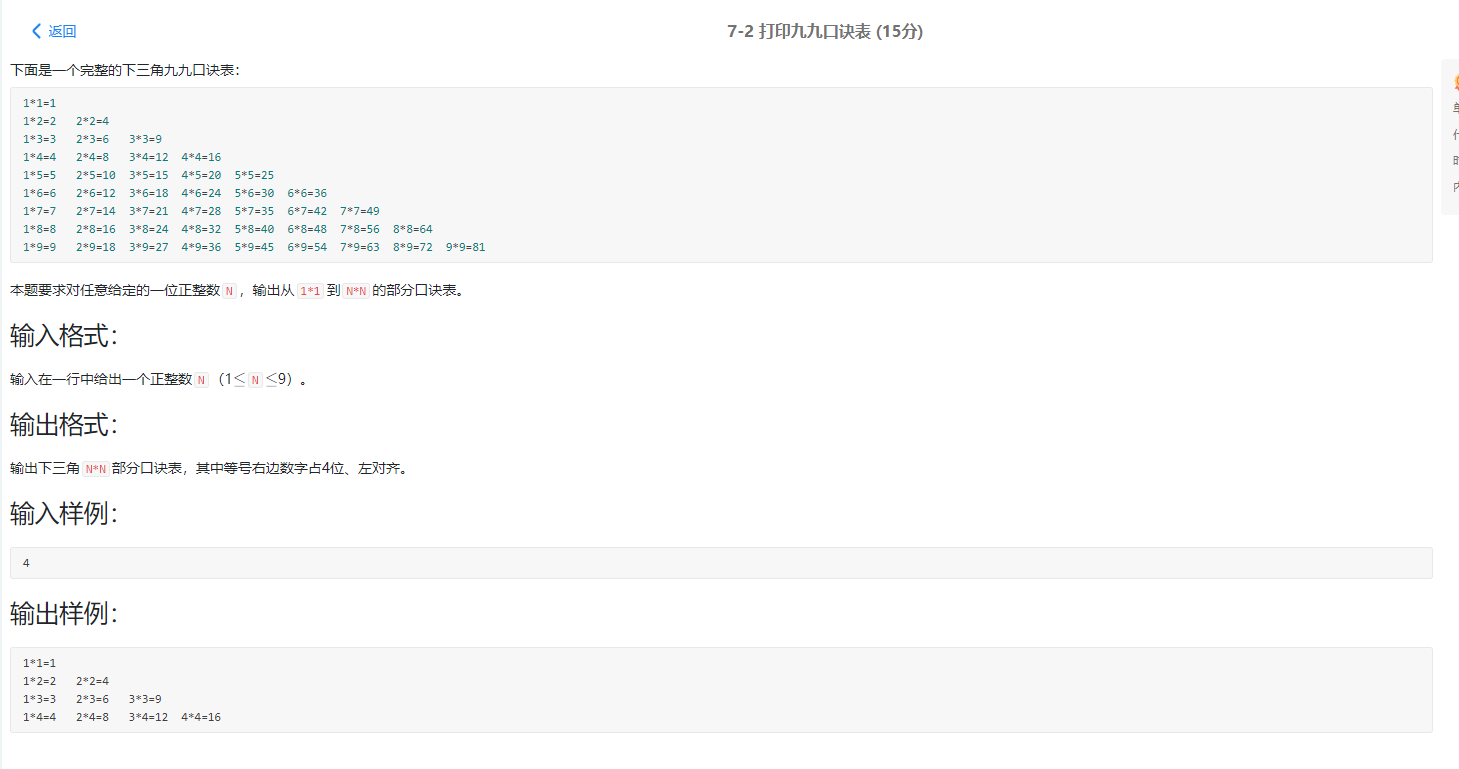 返回
7-2 打印九九口诀表 (15分)
下面是一个完整的下三角九九口诀表：
1*1=1
1*2=2   2*2=4
1*3=3   2*3=6   3*3=9
1*4=4   2*4=8   3*4=12  4*4=16
1*5=5   2*5=10  3*5=15  4*5=20  5*5=25
1*6=6   2*6=12  3*6=18  4*6=24  5*6=30  6*6=36
1*7=7   2*7=14  3*7=21  4*7=28  5*7=35  6*7=42  7*7=49
1*8=8   2*8=16  3*8=24  4*8=32  5*8=40  6*8=48  7*8=56  8*8=64
1*9=9   2*9=18  3*9=27  4*9=36  5*9=45  6*9=54  7*9=63  8*9=72  9*9=81
本题要求对任意给定的一位正整数N，输出从1*1到N*N的部分口诀表。
输入格式：
输入在一行中给出一个正整数N（1≤N≤9）。
输出格式：
输出下三角N*N部分口诀表，其中等号右边数字占4位、左对齐。
输入样例：
4
输出样例：
1*1=1
1*2=2   2*2=4
1*3=3   2*3=6   3*3=9
1*4=4   2*4=8   3*4=12  4*4=16